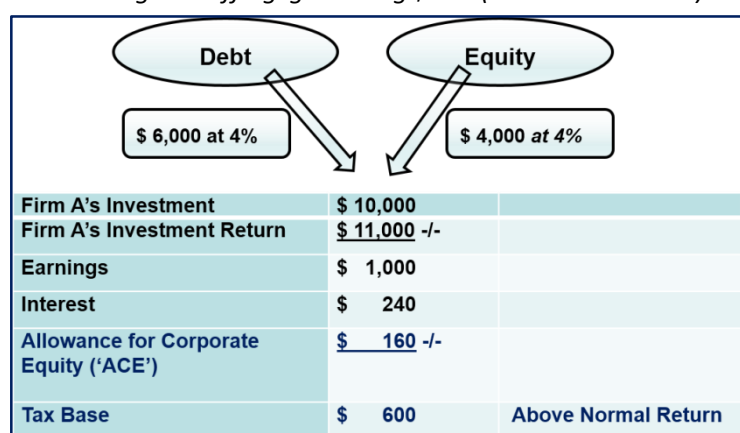 Debt
Equity
$ 6,000 at 4%
$ 4,000 at 4%
Firm A's Investment $ 10,000
Firm A's Investment Return $ 11,000 -/-
Earnings $ 1,000
Interest $ 240
Allowance for Corporate $ 160 -/-
Equity (‘ACE’)
Tax Base $ 600 Above Normal Return